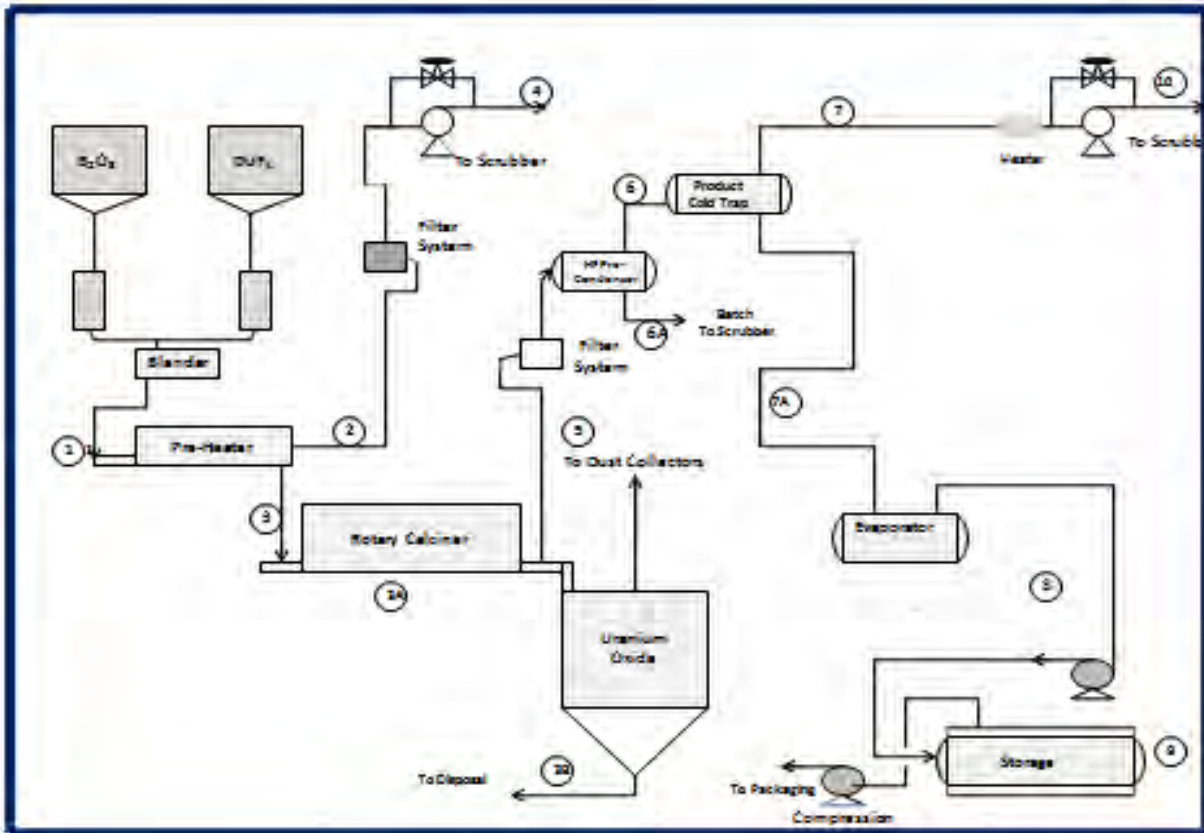 4
10
7
To Scrubber
To Scrubb
B₂O₃
DUF₄
Heater
6
Product
Cold Trap
Filter
System
HF Pre-
Condenser
Batch
To Scrubber
6A
Filter
System
Blender
7A
1
Pre-Heater
2
5
To Dust Collectors
3
Rotary Calciner
Evaporator
3A
8
Uranium
Oxide
Storage
9
To Disposal
3B
To Packaging
Compression